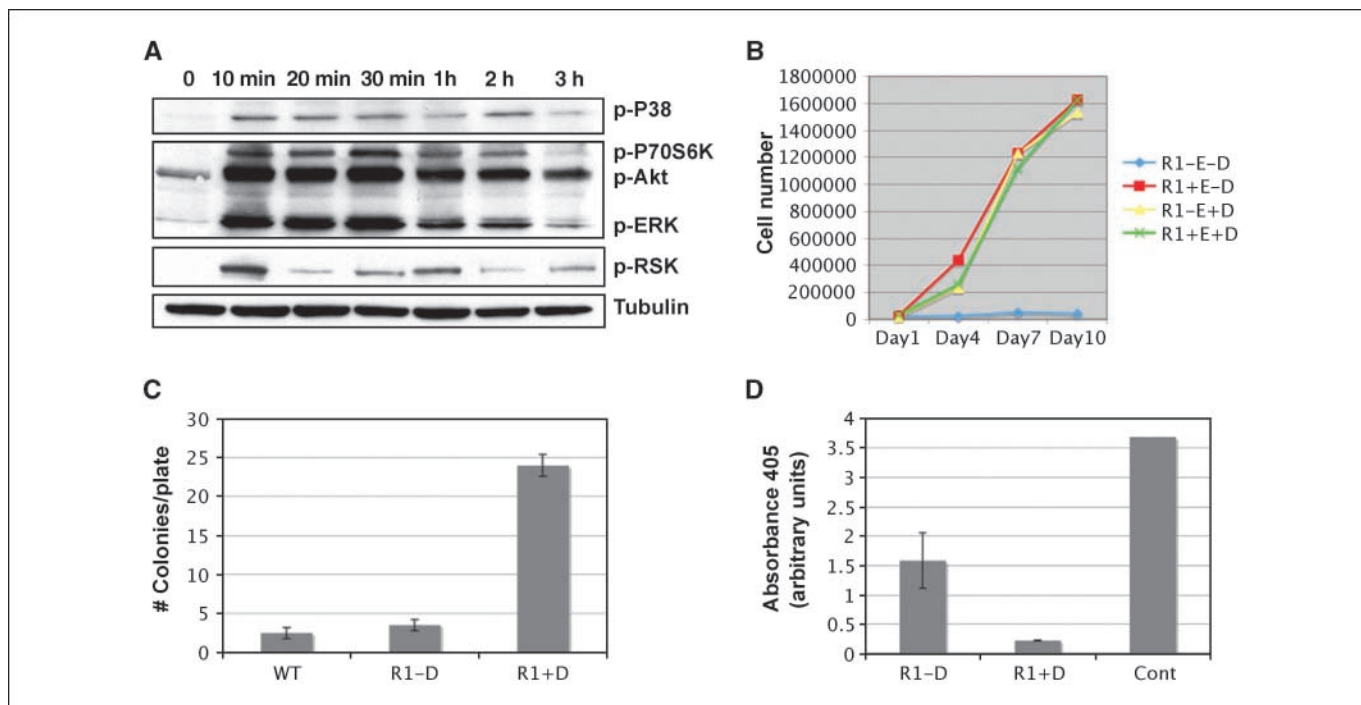 A
0 10 min 20 min 30 min 1h 2 h 3 h
p-P38
p-P70S6K
p-Akt
p-ERK
p-RSK
Tubulin
B
Cell number
1800000
1600000
1400000
1200000
1000000
800000
600000
400000
200000
0
Day1 Day4 Day7 Day10
R1-E-D
R1+E-D
R1-E+D
R1+E+D
C
# Colonies/plate
30
25
20
15
10
5
0
WT R1-D R1+D
D
Absorbance 405
(arbitrary units)
4
3.5
3
2.5
2
1.5
1
0.5
0
R1-D R1+D Cont